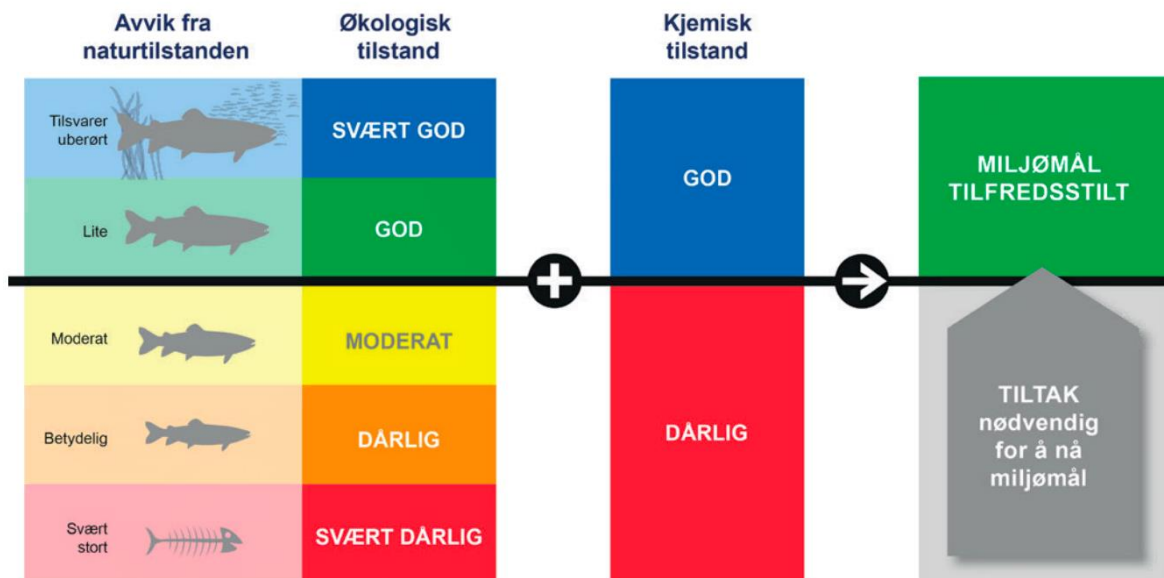 Avvik fra
naturtilstanden
Økologisk
tilstand
Kjemisk
tilstand
Tilsvarer
uberørt
SVÆRT GOD
Lite
GOD
GOD
MILJØMÅL
TILFREDSSTILT
Moderat
MODERAT
Betydelig
DÅRLIG
Svært
stort
SVÆRT DÅRLIG
DÅRLIG
TILTAK
nødvendig
for å nå
miljømål